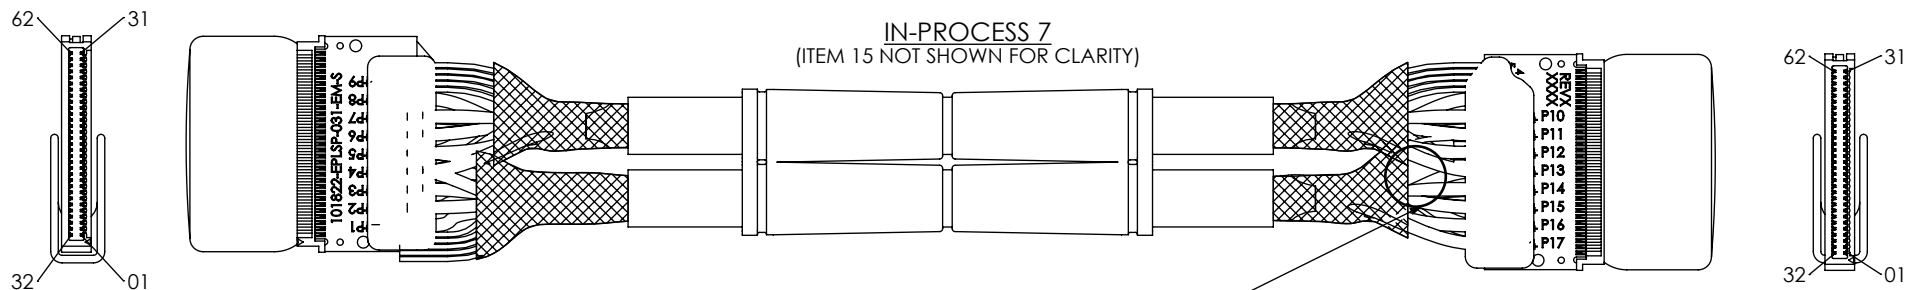 IN-PROCESS 7
(ITEM 15 NOT SHOWN FOR CLARITY)
62
31
32
01
101822-EPLSP-031-EM-S
P9
P8
P7
P6
P5
P4
P3
P2
P1
REVX
XXXX
P10
P11
P12
P13
P14
P15
P16
P17
62
31
32
01